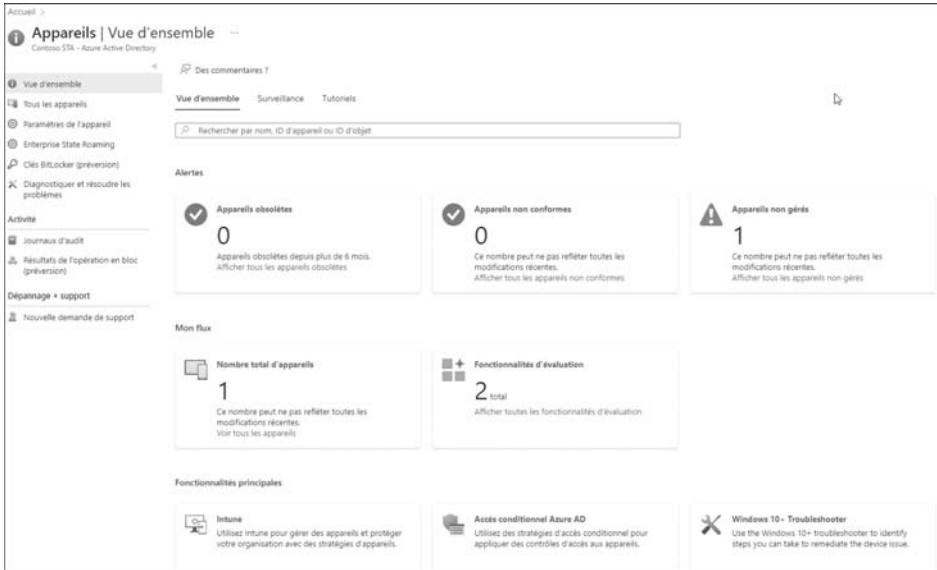 Accueil >
Appareils | Vue d'ensemble ...
Contoso STA - Azure Active Directory
Vue d'ensemble
Tous les appareils
Paramètres de l'appareil
Enterprise State Roaming
Clés BitLocker (préversion)
Diagnostiquer et résoudre les
problèmes
Activité
Journaux d'audit
Résultats de l'opération en bloc
(préversion)
Dépannage + support
Nouvelle demande de support
Des commentaires ?
Vue d'ensemble Surveillance Tutoriels
Rechercher par nom, ID d'appareil ou ID d'objet
Alertes
Appareils obsolètes
0
Appareils obsolètes depuis plus de 6 mois.
Afficher tous les appareils obsolètes
Appareils non conformes
0
Ce nombre peut ne pas refléter toutes les
modifications récentes.
Afficher tous les appareils non conformes
Appareils non gérés
1
Ce nombre peut ne pas refléter toutes les
modifications récentes.
Afficher tous les appareils non gérés
Mon flux
Nombre total d'appareils
1
Ce nombre peut ne pas refléter toutes les
modifications récentes.
Voir tous les appareils
Fonctionnalités d'évaluation
2 total
Afficher toutes les fonctionnalités d'évaluation
Fonctionnalités principales
Intune
Utilisez Intune pour gérer des appareils et protéger
votre organisation avec des stratégies d'appareils.
Accès conditionnel Azure AD
Utilisez des stratégies d'accès conditionnel pour
appliquer des contrôles d'accès aux appareils.
Windows 10+ Troubleshooter
Use the Windows 10+ troubleshooter to identify
steps you can take to remediate the device issue.